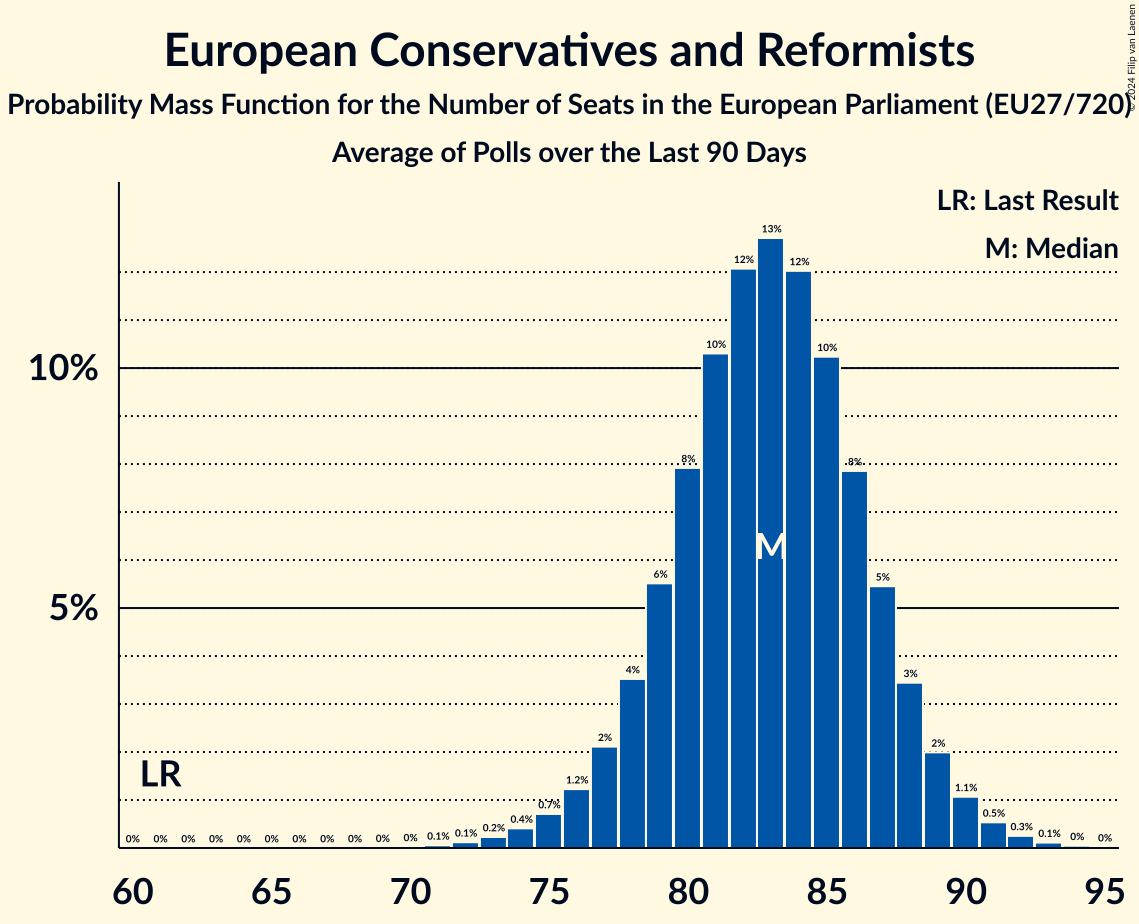 European Conservatives and Reformists
Probability Mass Function for the Number of Seats in the European Parliament (EU27/720)
Average of Polls over the Last 90 Days
© 2024 Filip van Laenen
LR: Last Result
M: Median
10%
5%
LR
M
0% 0% 0% 0% 0% 0% 0% 0% 0% 0% 0% 0.1% 0.1% 0.2% 0.4% 0.7% 1.2% 2% 4% 6% 8% 10% 12% 13% 12% 10% 8% 5% 3% 2% 1.1% 0.5% 0.3% 0.1% 0% 0%
60 65 70 75 80 85 90 95